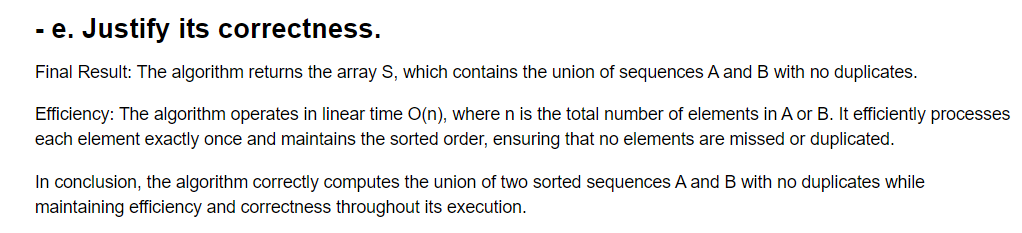 - e. Justify its correctness.
Final Result: The algorithm returns the array S, which contains the union of sequences A and B with no duplicates.
Efficiency: The algorithm operates in linear time O(n), where n is the total number of elements in A or B. It efficiently processes
each element exactly once and maintains the sorted order, ensuring that no elements are missed or duplicated.
In conclusion, the algorithm correctly computes the union of two sorted sequences A and B with no duplicates while
maintaining efficiency and correctness throughout its execution.